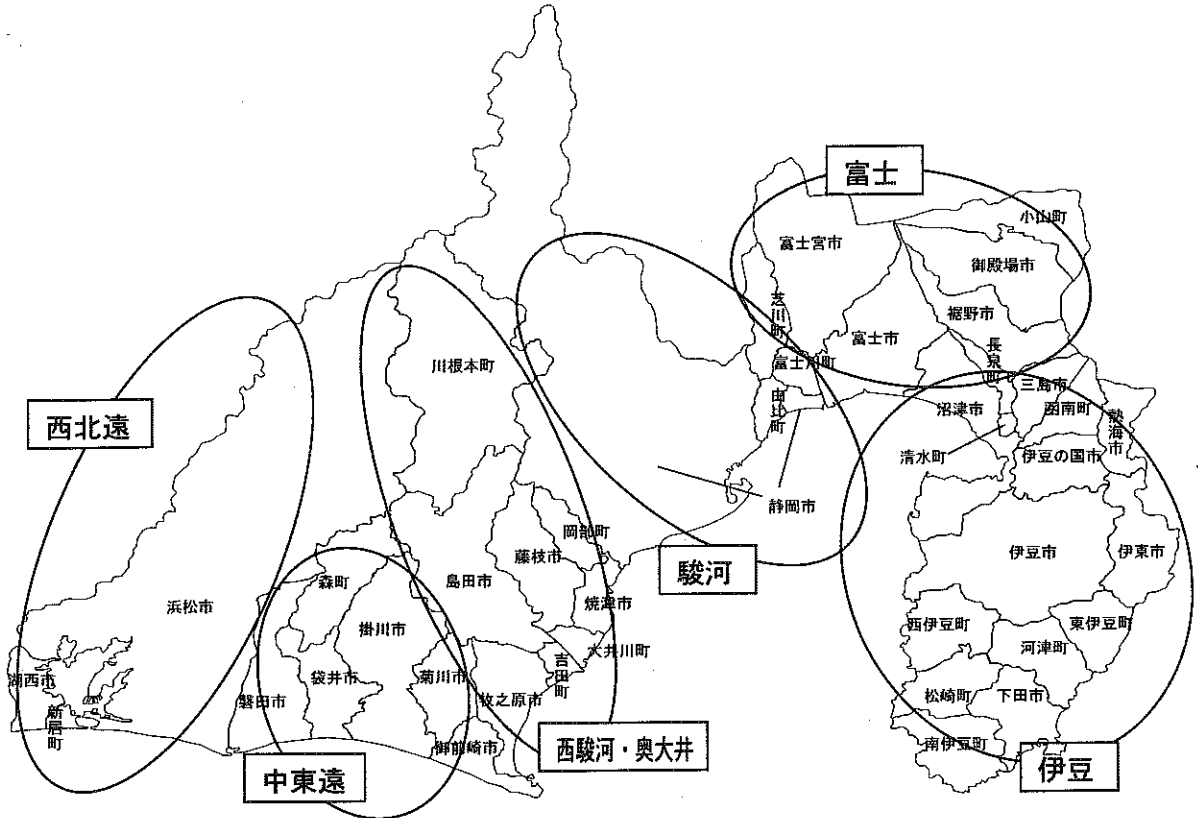 富士
小山町
富士宮市
御殿場市
芝川町
裾野市
富士市
長泉町
富士川町
川根本町
三島市
函南町
由比町
沼津市
熱海市
西北遠
清水町
伊豆の国市
静岡市
岡部町
藤枝市
伊豆市
伊東市
駿河
森町
島田市
焼津市
浜松市
掛川市
西伊豆町
東伊豆町
大井川町
河津町
湖西市
袋井市
菊川市
吉田町
磐田市
牧之原市
松崎町
下田市
新居町
御前崎市
西駿河・奥大井
南伊豆町
中東遠
伊豆